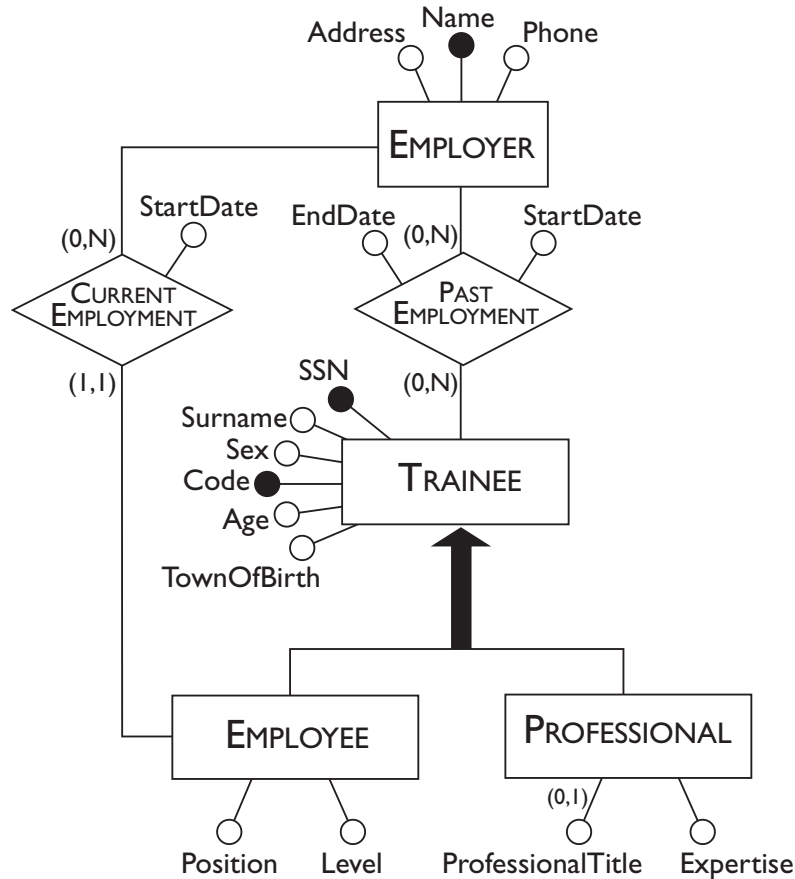 Name
Address
Phone
EMPLOYER
StartDate
EndDate
StartDate
(0,N)
(0,N)
CURRENT
EMPLOYMENT
PAST
EMPLOYMENT
(1,1)
(0,N)
SSN
Surname
Sex
Code
TRAINEE
Age
TownOfBirth
EMPLOYEE
PROFESSIONAL
(0,1)
Position
Level
ProfessionalTitle
Expertise